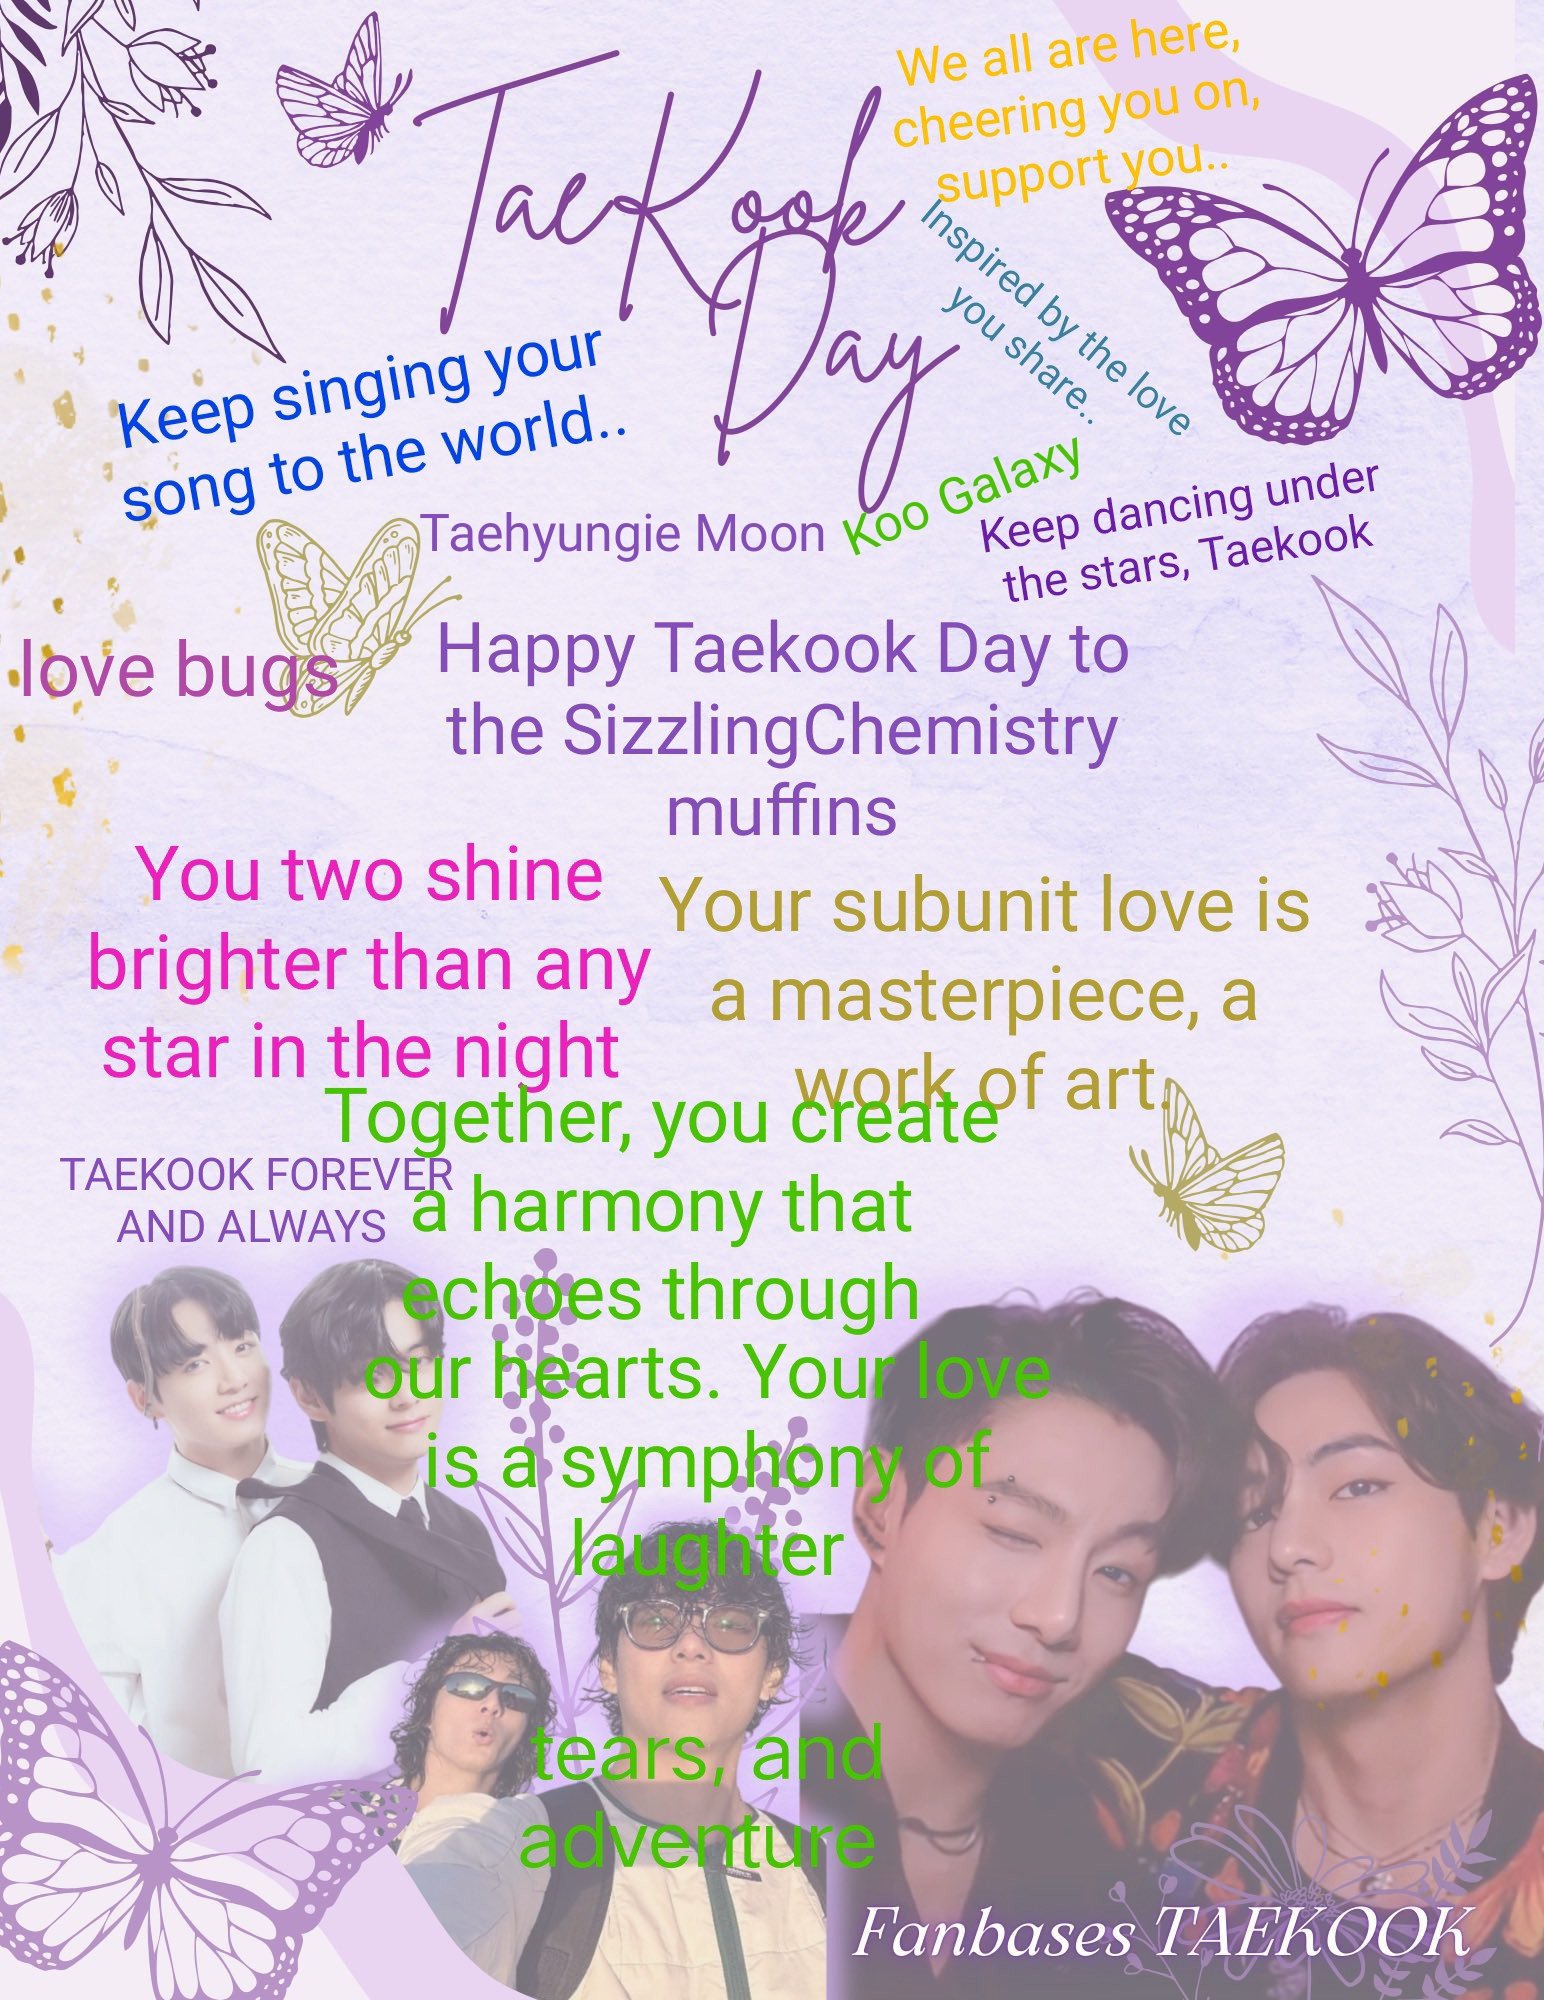 We all are here,
cheering you on,
support you..
TaeKook
Day
Inspired by the love
you share..
Keep singing your
song to the world..
Koo Galaxy
Taehyungie Moon
Keep dancing under
the stars, Taekook
love bugs
Happy Taekook Day to
the SizzlingChemistry
muffins
You two shine
brighter than any
star in the night
Your subunit love is
a masterpiece, a
work of art.
TAEKOOK FOREVER
AND ALWAYS
Together, you create
a harmony that
echoes through
our hearts. Your love
is a symphony of
laughter
tears, and
adventure
Fanbases TAEKOOK